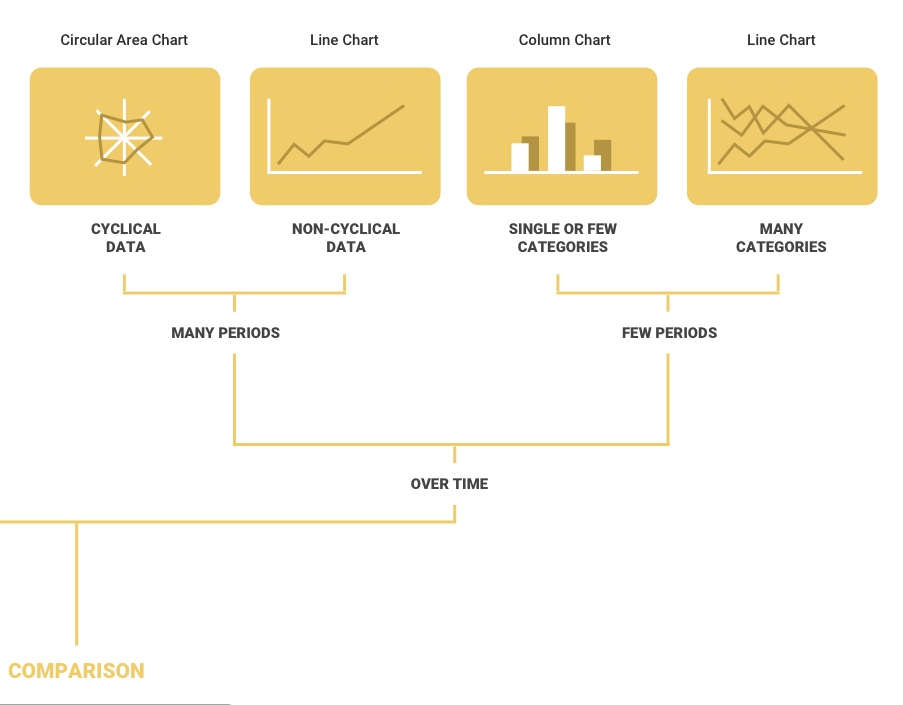 Circular Area Chart
Line Chart
Column Chart
Line Chart
CYCLICAL
DATA
NON-CYCLICAL
DATA
SINGLE OR FEW
CATEGORIES
MANY
CATEGORIES
MANY PERIODS
FEW PERIODS
OVER TIME
COMPARISON